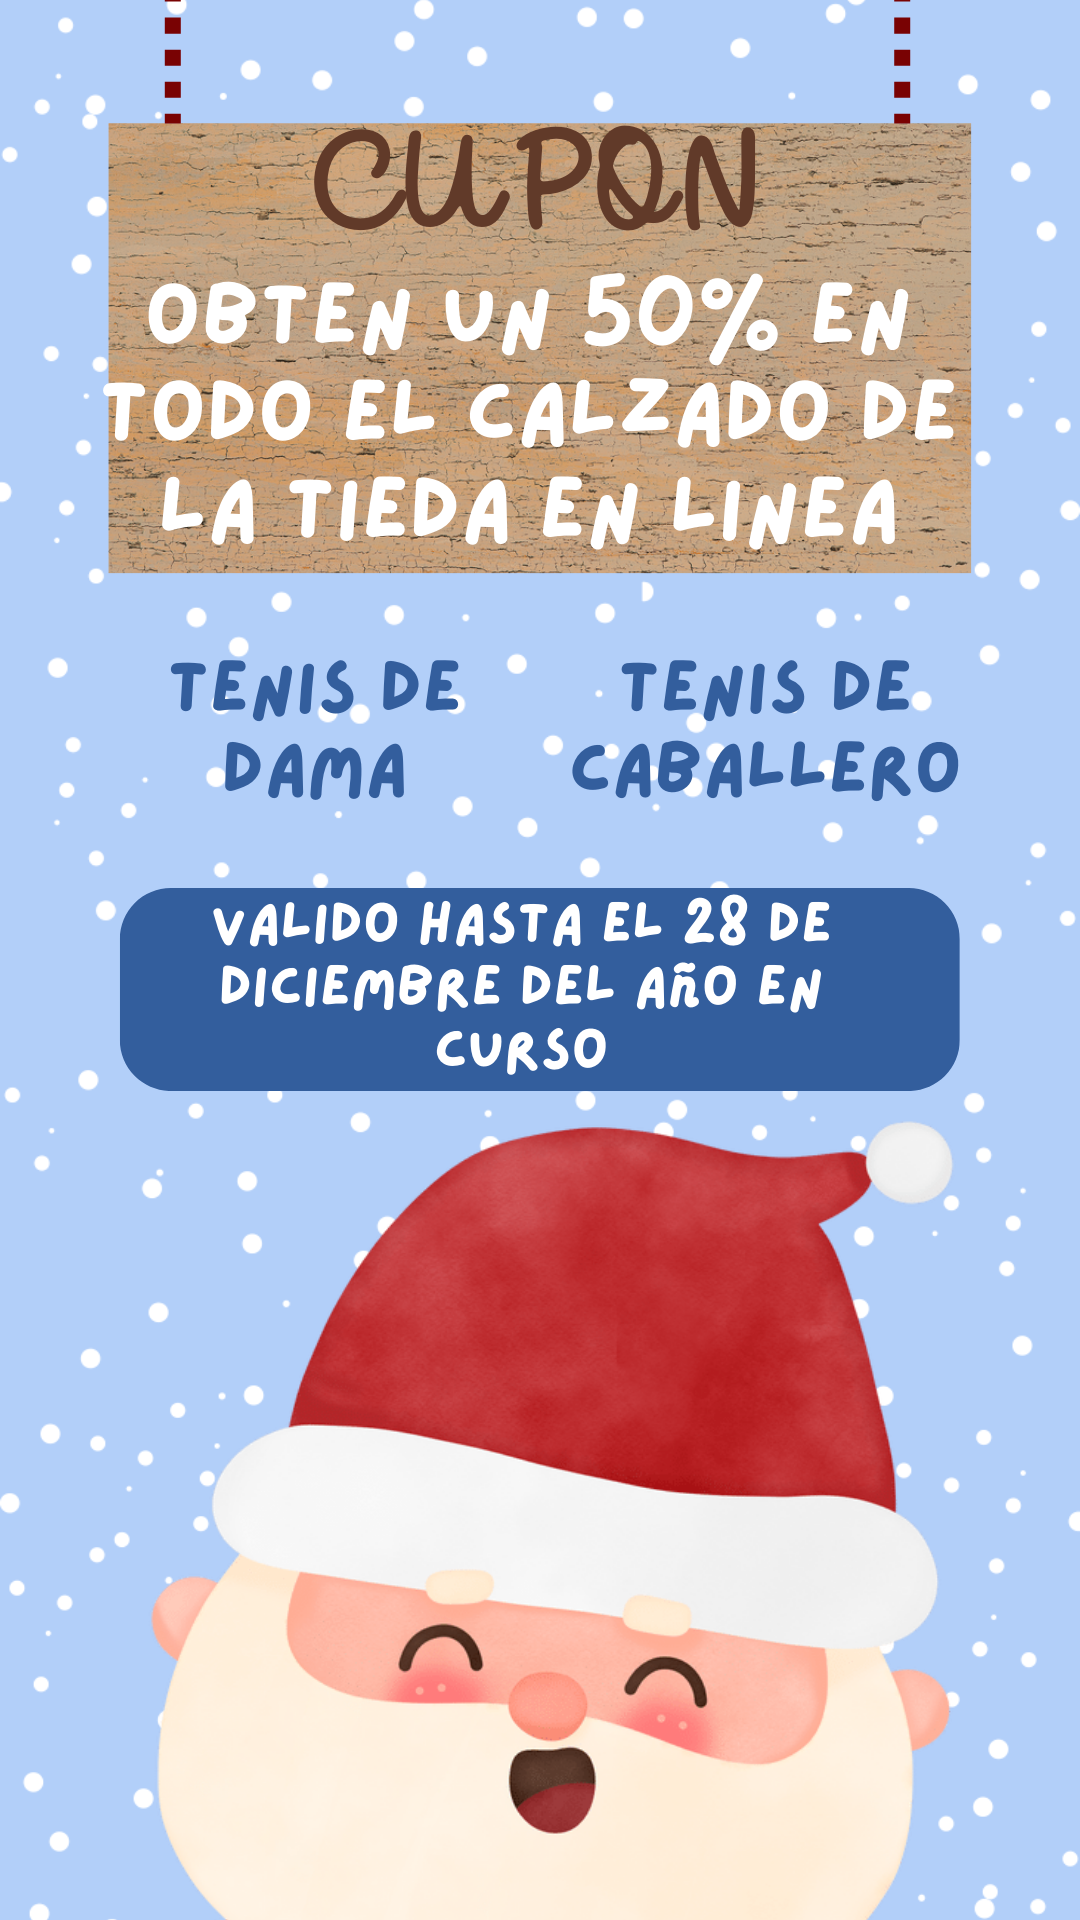 CUPON
OBTEN UN 50% EN
TODO EL CALZADO DE
LA TIEDA EN LINEA
TENIS DE
DAMA
TENIS DE
CABALLERO
VALIDO HASTA EL 28 DE
DICIEMBRE DEL AÑO EN
CURSO